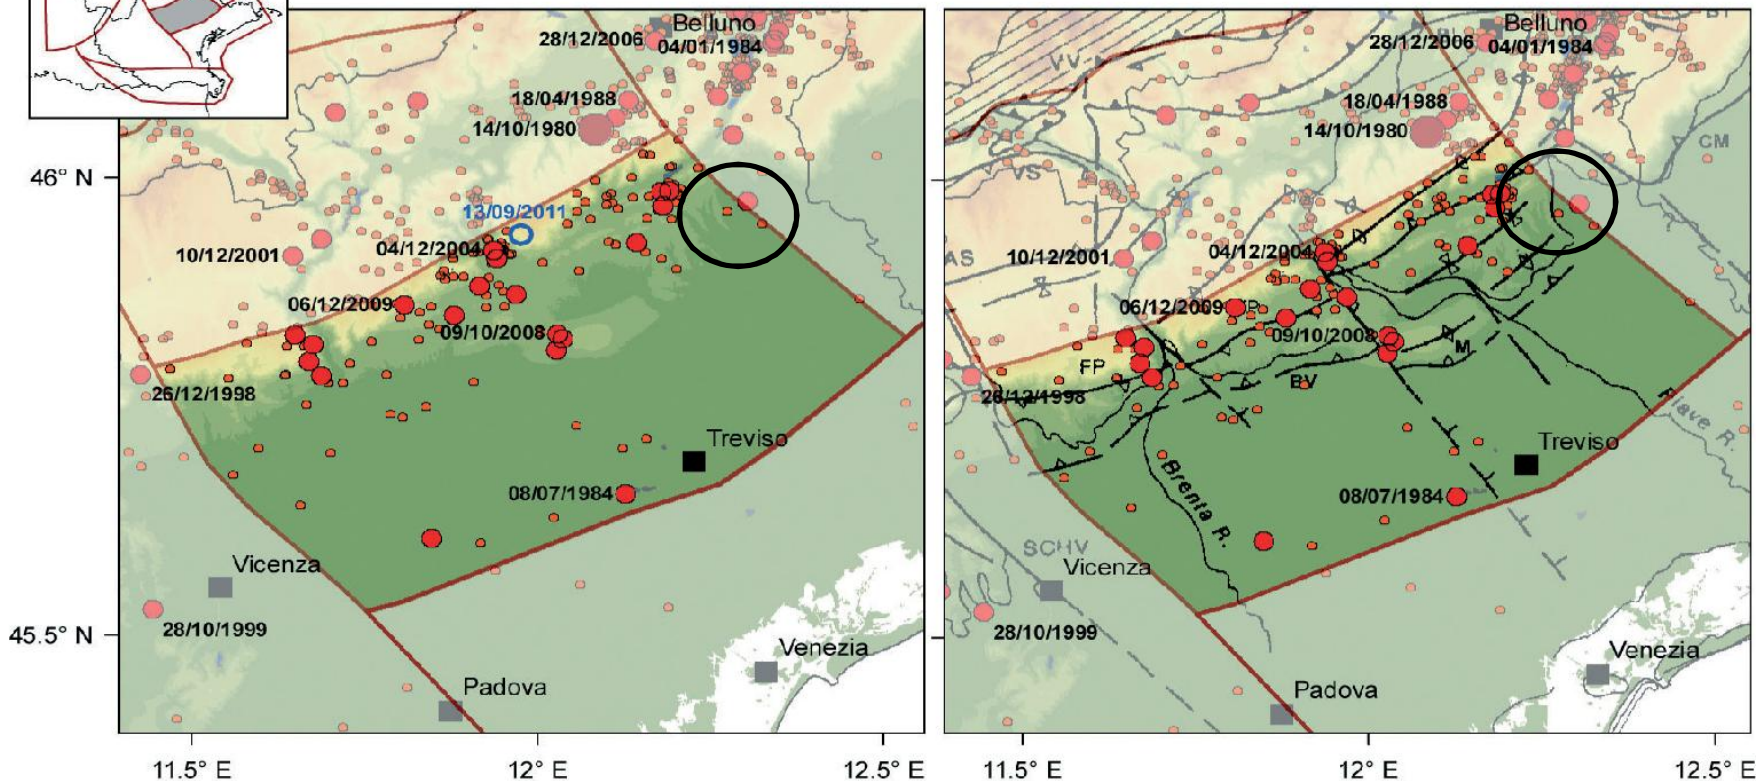 Belluno
28/12/2006
04/01/1984
18/04/1988
14/10/1980
46° N
13/09/2011
10/12/2001
04/12/2004
06/12/2009
09/10/2008
26/12/1998
Treviso
08/07/1984
Vicenza
45.5° N
28/10/1999
Venezia
Padova
11.5° E
12° E
12.5° E
Belluno
28/12/2006
04/01/1984
VV
18/04/1988
14/10/1980
CM
VS
AS
10/12/2001
04/12/2004
06/12/2009
09/10/2008
M
FP
BV
26/12/1998
Piave R.
Treviso
Brenta R.
08/07/1984
SCHV
Vicenza
28/10/1999
Venezia
Padova
11.5° E
12° E
12.5° E